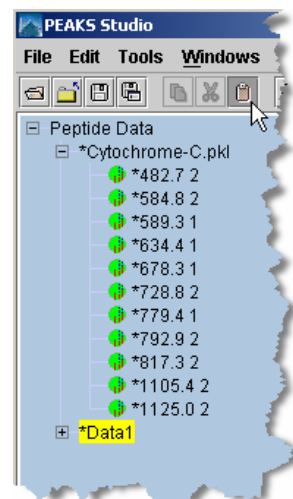 PEAKS Studio
File Edit Tools Windows
Peptide Data
*Cytochrome-C.pkl
*482.7 2
*584.8 2
*589.3 1
*634.4 1
*678.3 1
*728.8 2
*779.4 1
*792.9 2
*817.3 2
*1105.4 2
*1125.0 2
*Data1